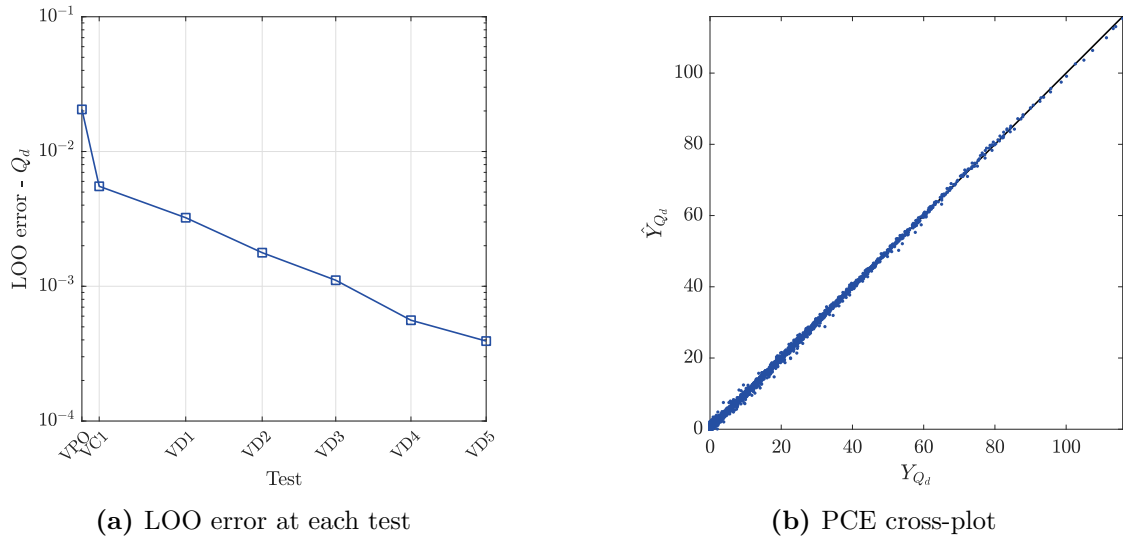 10⁻¹
10⁻²
10⁻³
10⁻⁴
LOO error - Q_d
VPO
VC1
VD1
VD2
VD3
VD4
VD5
Test
(a) LOO error at each test
100
80
60
40
20
0
Ŷ_{Q_d}
0 20 40 60 80 100
Y_{Q_d}
(b) PCE cross-plot